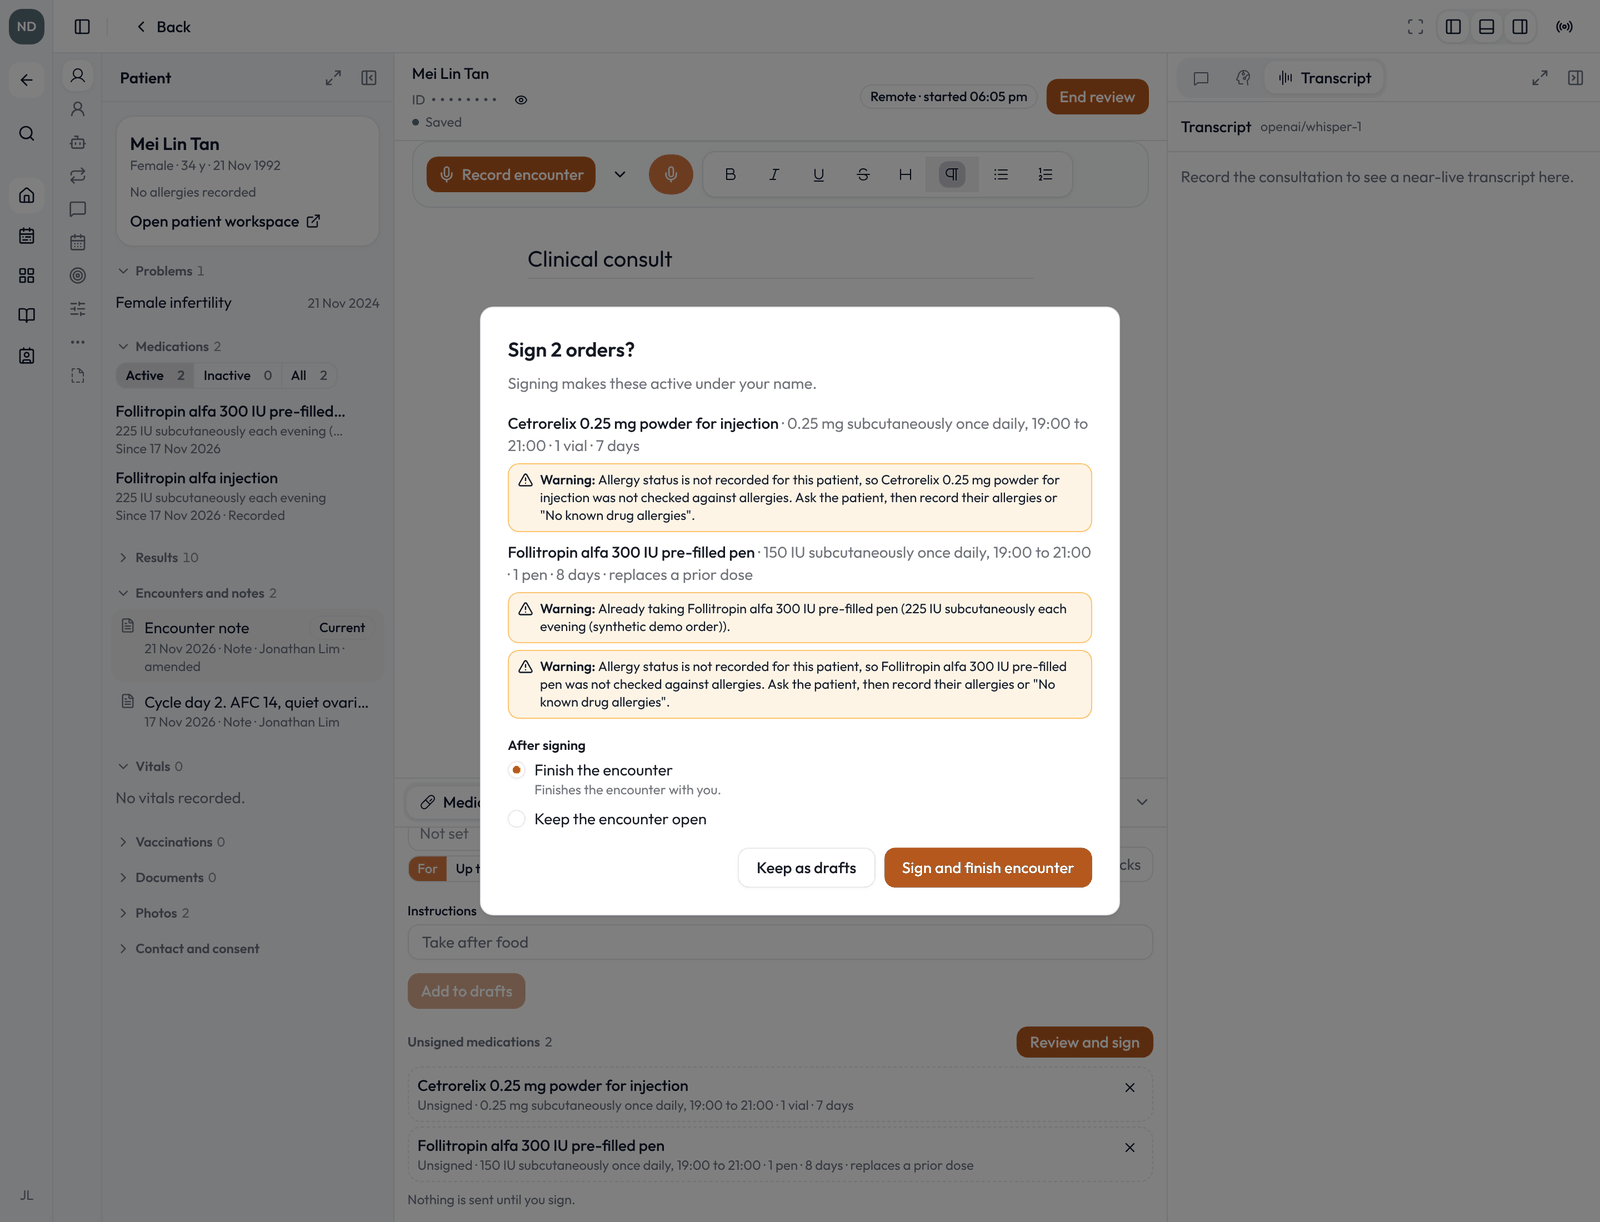 ND
Back
Patient
Mei Lin Tan
Female · 34 y · 21 Nov 1992
No allergies recorded
Open patient workspace
Problems 1
Female infertility 21 Nov 2024
Medications 2
Active 2 Inactive 0 All 2
Follitropin alfa 300 IU pre-filled...
225 IU subcutaneously each evening (...
Since 17 Nov 2026
Follitropin alfa injection
225 IU subcutaneously each evening
Since 17 Nov 2026 · Recorded
Results 10
Encounters and notes 2
Encounter note Current
21 Nov 2026 · Note · Jonathan Lim ·
amended
Cycle day 2. AFC 14, quiet ovari...
17 Nov 2026 · Note · Jonathan Lim
Vitals 0
No vitals recorded.
Vaccinations 0
Documents 0
Photos 2
Contact and consent
JL
Mei Lin Tan
ID • • • • • • • •
Saved
Remote · started 06:05 pm
End review
Record encounter
B I U S H
Clinical consult
Transcript
Transcript openai/whisper-1
Record the consultation to see a near-live transcript here.
Sign 2 orders?
Signing makes these active under your name.
Cetrorelix 0.25 mg powder for injection · 0.25 mg subcutaneously once daily, 19:00 to
21:00 · 1 vial · 7 days
Warning: Allergy status is not recorded for this patient, so Cetrorelix 0.25 mg powder for
injection was not checked against allergies. Ask the patient, then record their allergies or
"No known drug allergies".
Follitropin alfa 300 IU pre-filled pen · 150 IU subcutaneously once daily, 19:00 to 21:00
· 1 pen · 8 days · replaces a prior dose
Warning: Already taking Follitropin alfa 300 IU pre-filled pen (225 IU subcutaneously each
evening (synthetic demo order)).
Warning: Allergy status is not recorded for this patient, so Follitropin alfa 300 IU pre-filled
pen was not checked against allergies. Ask the patient, then record their allergies or "No
known drug allergies".
After signing
Finish the encounter
Finishes the encounter with you.
Keep the encounter open
Keep as drafts
Sign and finish encounter
Not set
For
Instructions
Take after food
Add to drafts
Unsigned medications 2
Review and sign
Cetrorelix 0.25 mg powder for injection
Unsigned · 0.25 mg subcutaneously once daily, 19:00 to 21:00 · 1 vial · 7 days
Follitropin alfa 300 IU pre-filled pen
Unsigned · 150 IU subcutaneously once daily, 19:00 to 21:00 · 1 pen · 8 days · replaces a prior dose
Nothing is sent until you sign.